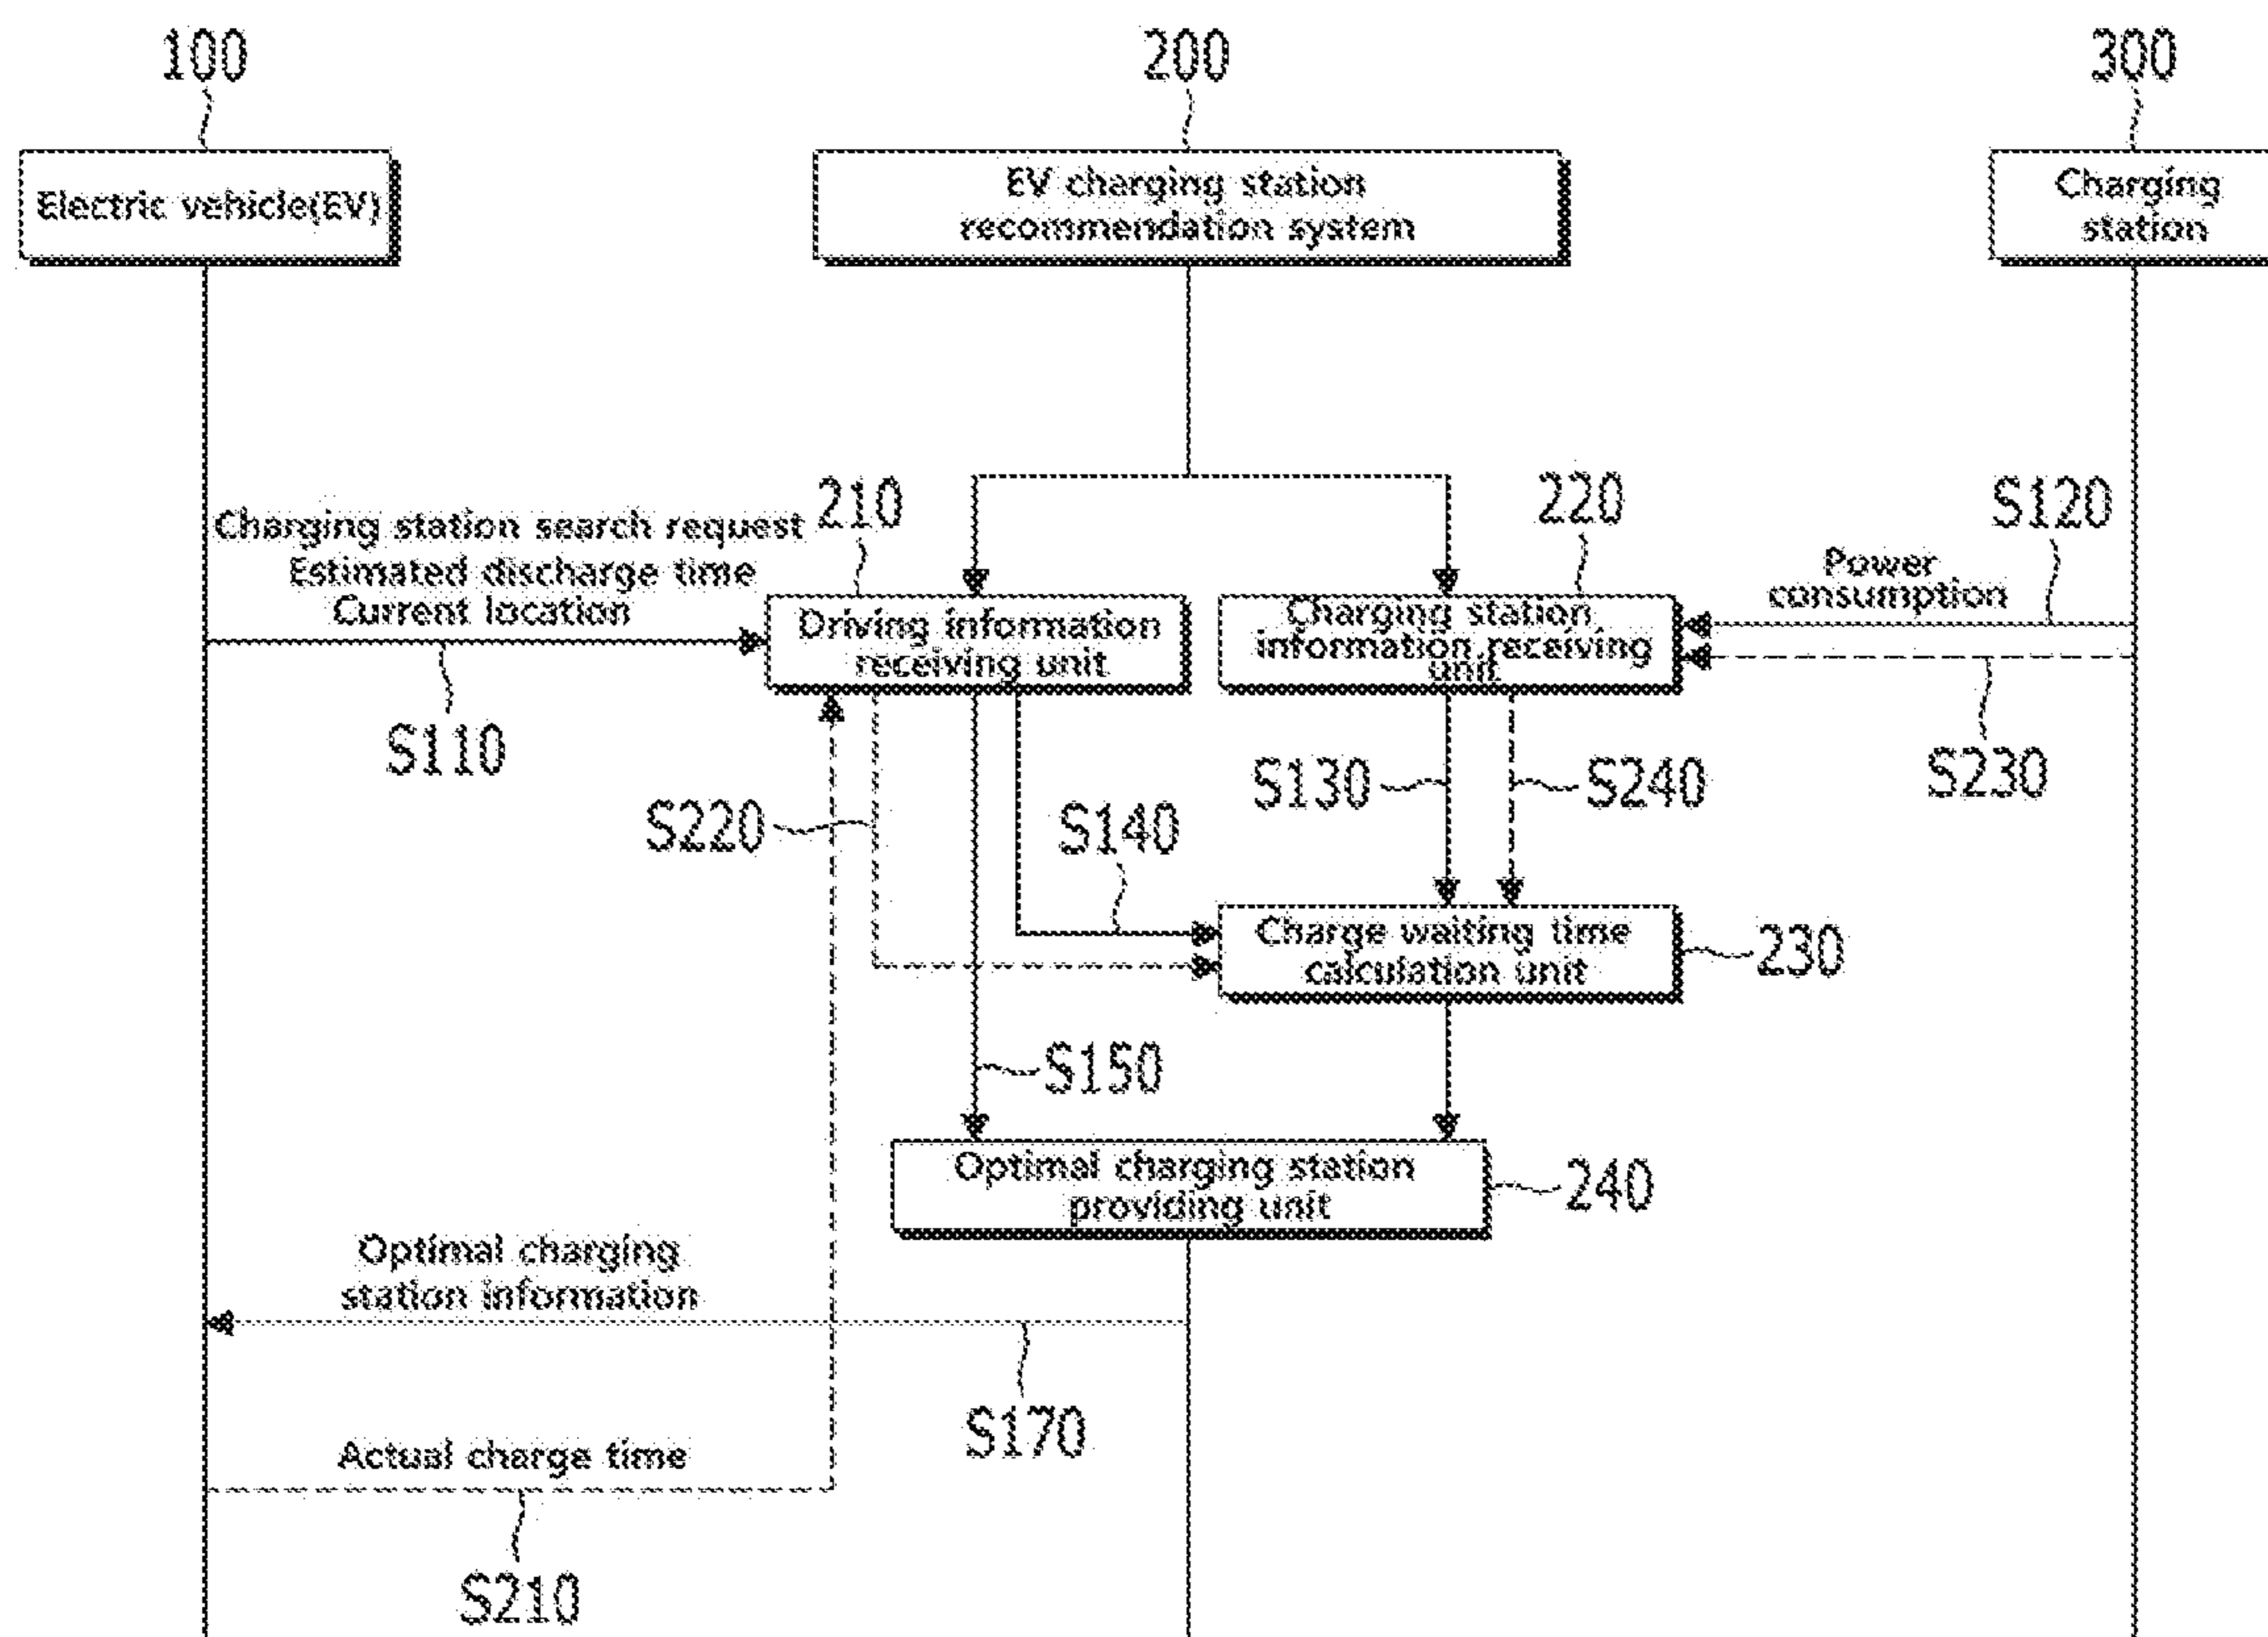 100
200
300
Electric vehicle(EV)
EV charging station
recommendation system
Charging
station
Charging station search request
Estimated discharge time
Current location
210
220
S120
Power
consumption
Driving information
receiving unit
Charging station
information receiving
unit
S110
S220
S140
S130
S240
S230
Charge waiting time
calculation unit
230
S150
Optimal charging station
providing unit
240
Optimal charging
station information
S170
Actual charge time
S210